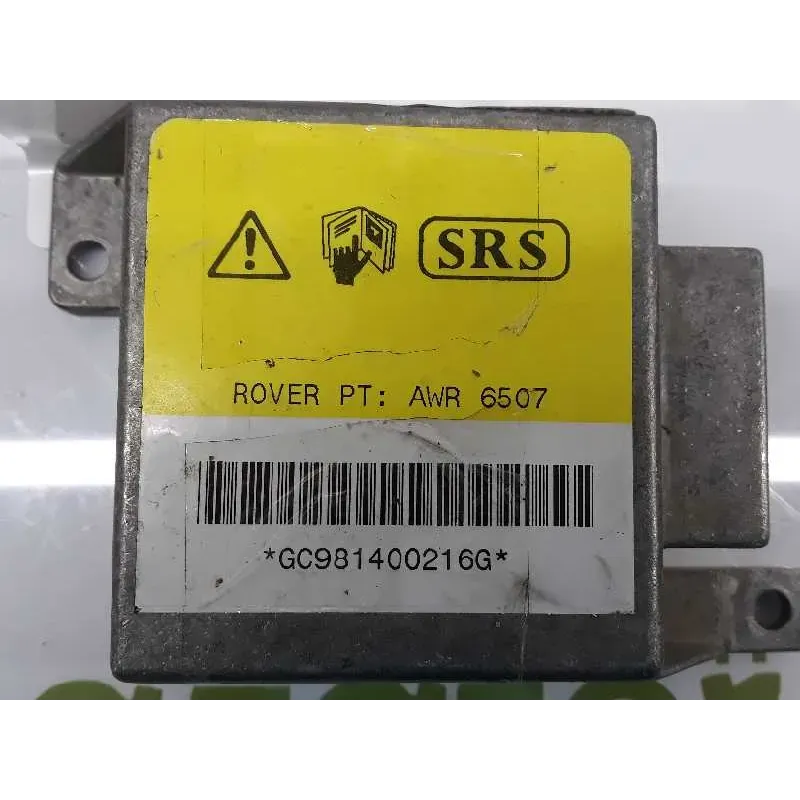 SRS
ROVER PT: AWR 6507
*GC981400216G*